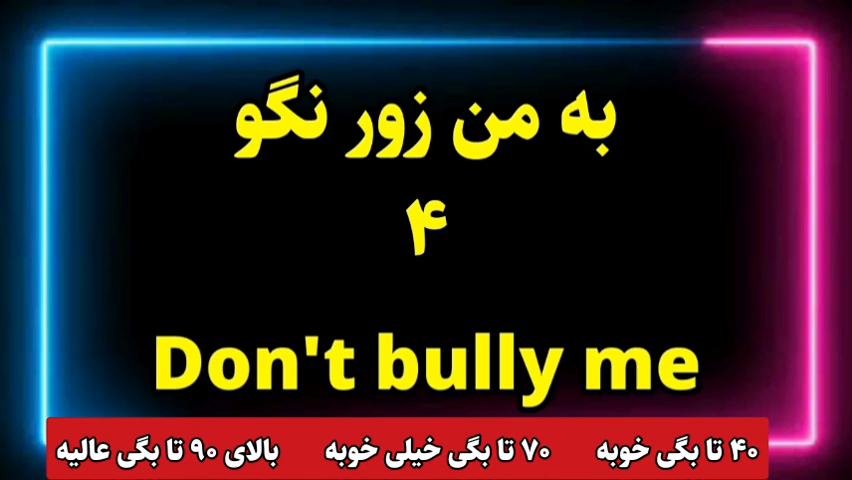 به من زور نگو
۴
Don't bully me
۴۰ تا بگی خوبه ۷۰ تا بگی خیلی خوبه بالای ۹۰ تا بگی عالیه